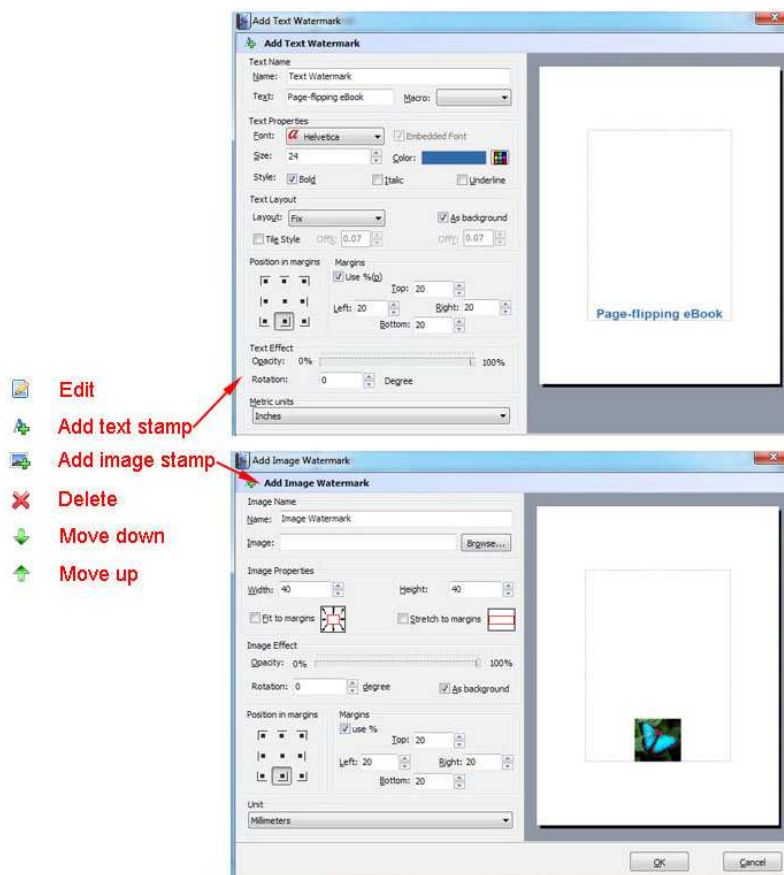 Add Text Watermark
Add Text Watermark
Text Name
Name: Text Watermark
Text: Page-flipping eBook Macro:
Text Properties
Font: a Helvetica Embedded Font
Size: 24 Color:
Style: Bold Italic Underline
Text Layout
Layout: Fix As background
Tile Style 0.07 0.07
Position in margins Margins
Use %(p)
Top: 20
Left: 20 Right: 20
Bottom: 20
Page-flipping eBook
Text Effect
Opacity: 0% 100%
Rotation: 0 Degree
Metric units
Inches
Edit
Add text stamp
Add image stamp
Delete
Move down
Move up
Add Image Watermark
Add Image Watermark
Image Name
Name: Image Watermark
Image: Browse...
Image Properties
Width: 40 Height: 40
Fit to margins Stretch to margins
Image Effect
Opacity: 0% 100%
Rotation: 0 degree As background
Position in margins Margins
use %
Top: 20
Left: 20 Right: 20
Bottom: 20
Unit
Millimeters
OK Cancel